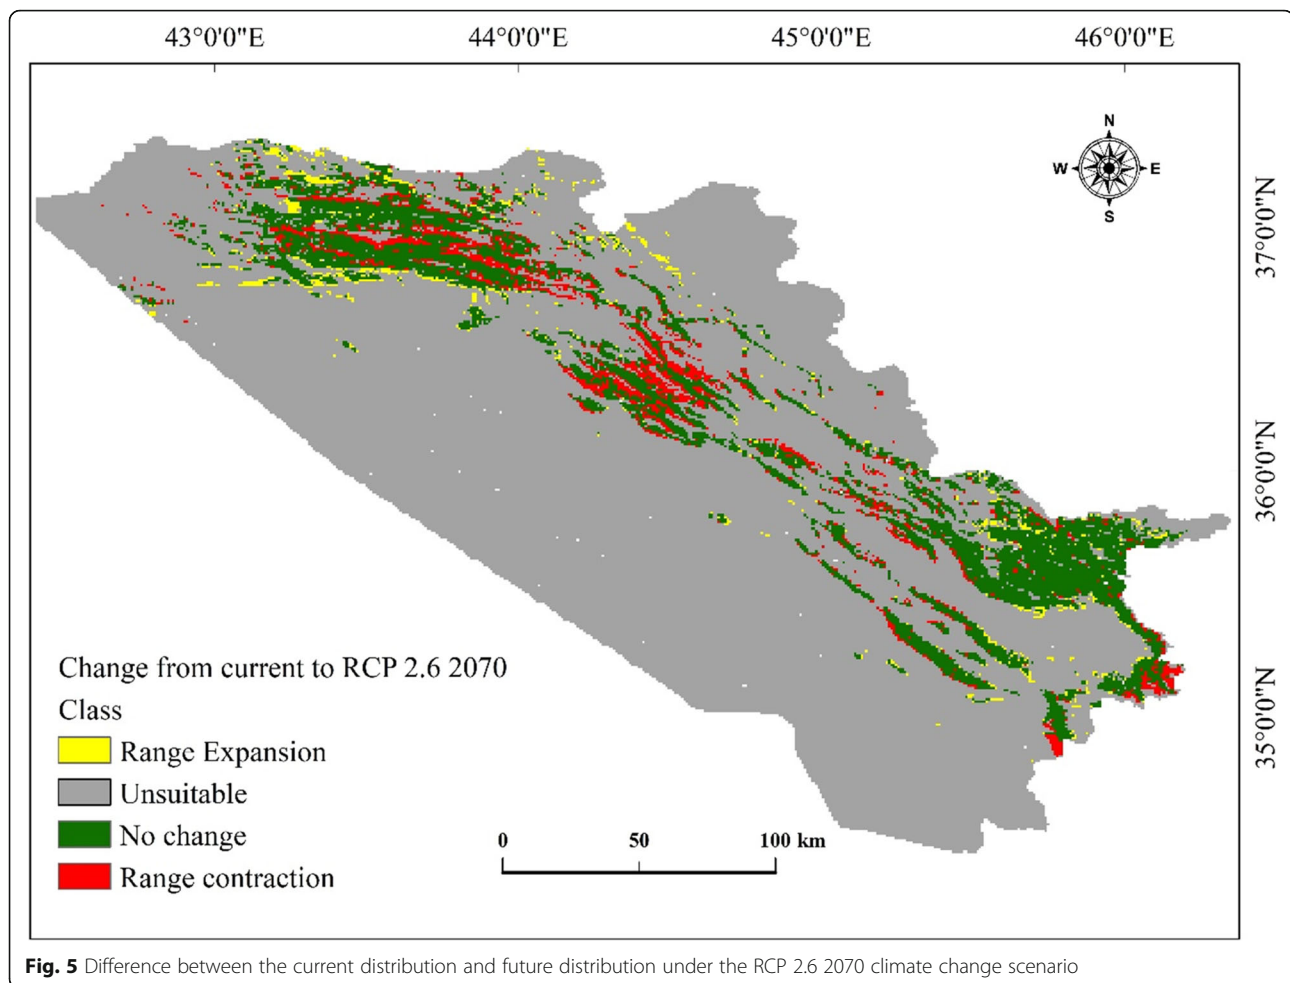 43°0'0"E 44°0'0"E 45°0'0"E 46°0'0"E
N
W E
S
37°0'0"N
36°0'0"N
35°0'0"N
Change from current to RCP 2.6 2070
Class
Range Expansion
Unsuitable
No change
Range contraction
0 50 100 km
Fig. 5 Difference between the current distribution and future distribution under the RCP 2.6 2070 climate change scenario